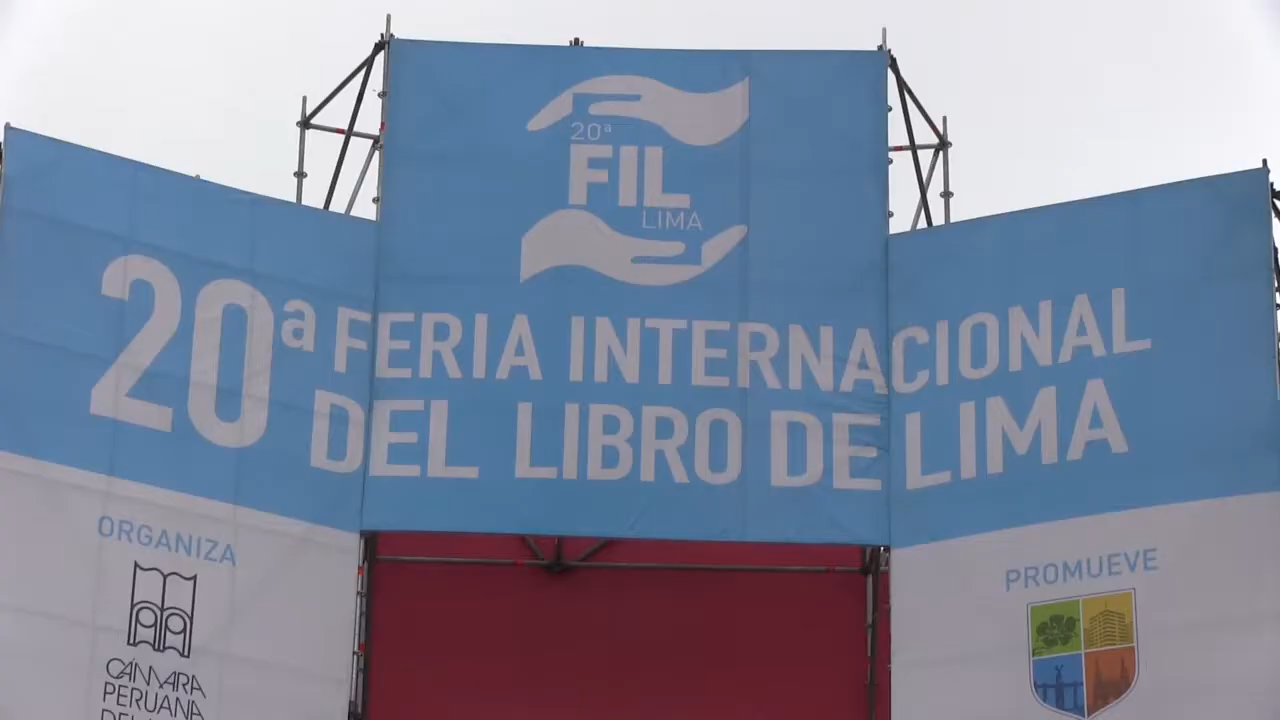 20ª
FIL
LIMA
20ª FERIA INTERNACIONAL
DEL LIBRO DE LIMA
ORGANIZA
CÁMARA
PERUANA
PROMUEVE